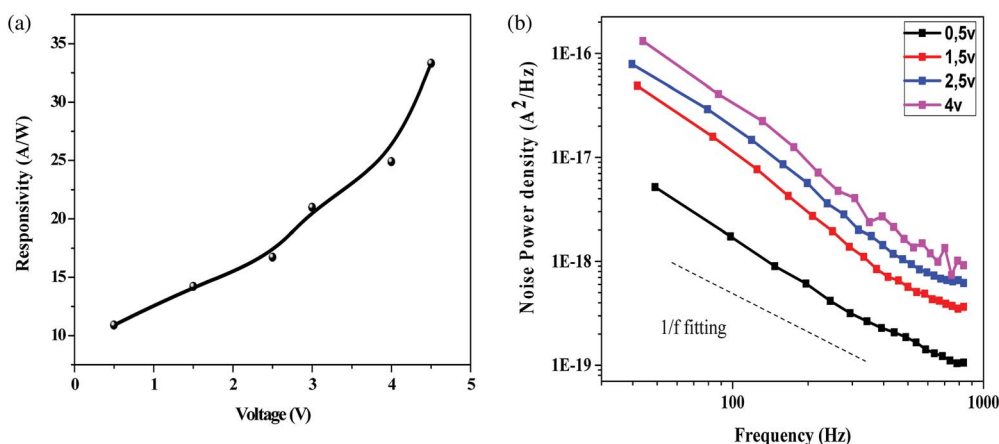 (a)
35
30
25
20
15
10
0
1
2
3
4
5
Responsivity (A/W)
Voltage (V)
(b)
1E-16
1E-17
1E-18
1E-19
100
1000
Noise Power density (A²/Hz)
Frequency (Hz)
0,5v
1,5v
2,5v
4v
1/f fitting